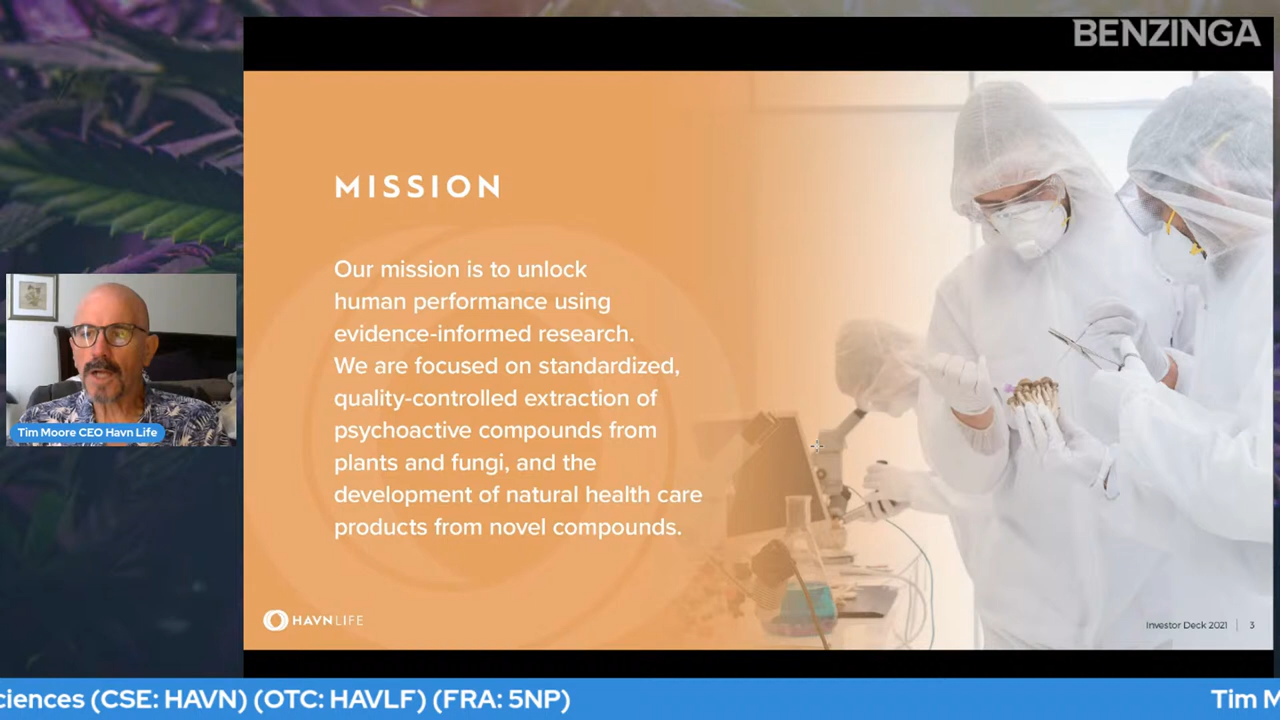 BENZINGA
MISSION
Our mission is to unlock
human performance using
evidence-informed research.
We are focused on standardized,
quality-controlled extraction of
psychoactive compounds from
plants and fungi, and the
development of natural health care
products from novel compounds.
Tim Moore CEO Havn Life
HAVNLIFE
Investor Deck 2021 | 3
ciences (CSE: HAVN) (OTC: HAVLF) (FRA: 5NP)
Tim M